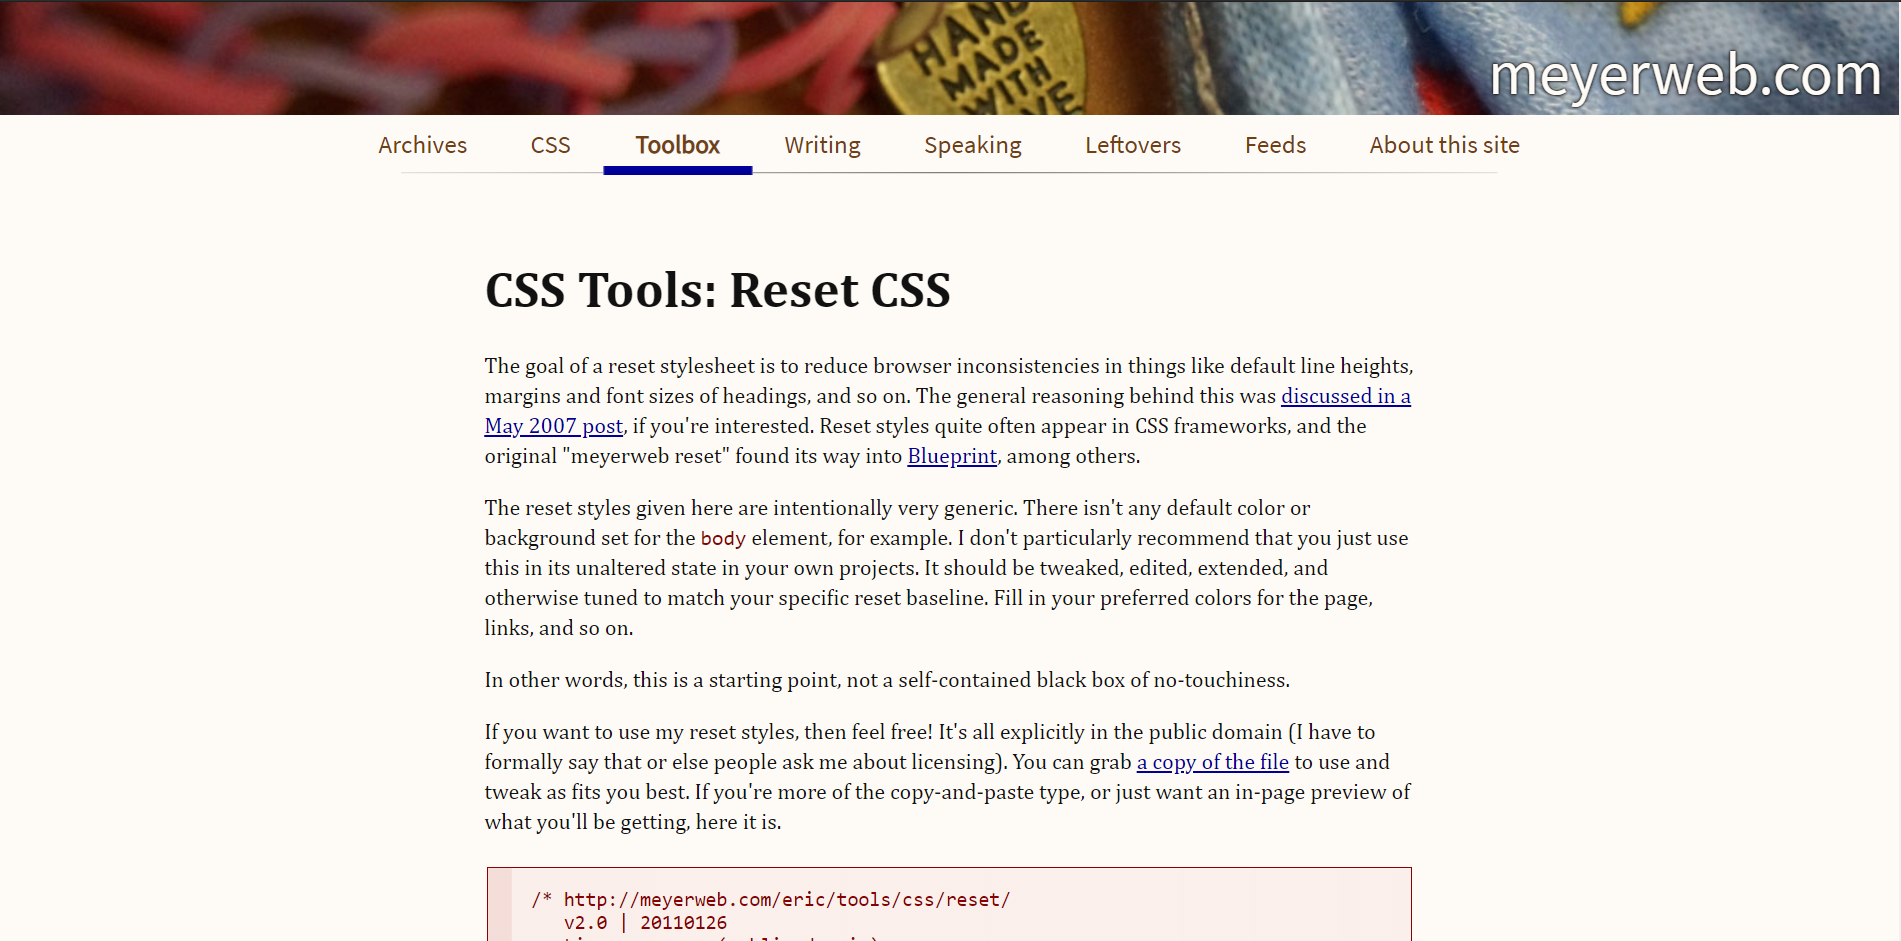 HAND
MADE
WITH
meyerweb.com
Archives CSS Toolbox Writing Speaking Leftovers Feeds About this site
CSS Tools: Reset CSS
The goal of a reset stylesheet is to reduce browser inconsistencies in things like default line heights,
margins and font sizes of headings, and so on. The general reasoning behind this was discussed in a
May 2007 post, if you're interested. Reset styles quite often appear in CSS frameworks, and the
original "meyerweb reset" found its way into Blueprint, among others.
The reset styles given here are intentionally very generic. There isn't any default color or
background set for the body element, for example. I don't particularly recommend that you just use
this in its unaltered state in your own projects. It should be tweaked, edited, extended, and
otherwise tuned to match your specific reset baseline. Fill in your preferred colors for the page,
links, and so on.
In other words, this is a starting point, not a self-contained black box of no-touchiness.
If you want to use my reset styles, then feel free! It's all explicitly in the public domain (I have to
formally say that or else people ask me about licensing). You can grab a copy of the file to use and
tweak as fits you best. If you're more of the copy-and-paste type, or just want an in-page preview of
what you'll be getting, here it is.
/* http://meyerweb.com/eric/tools/css/reset/
v2.0 | 20110126